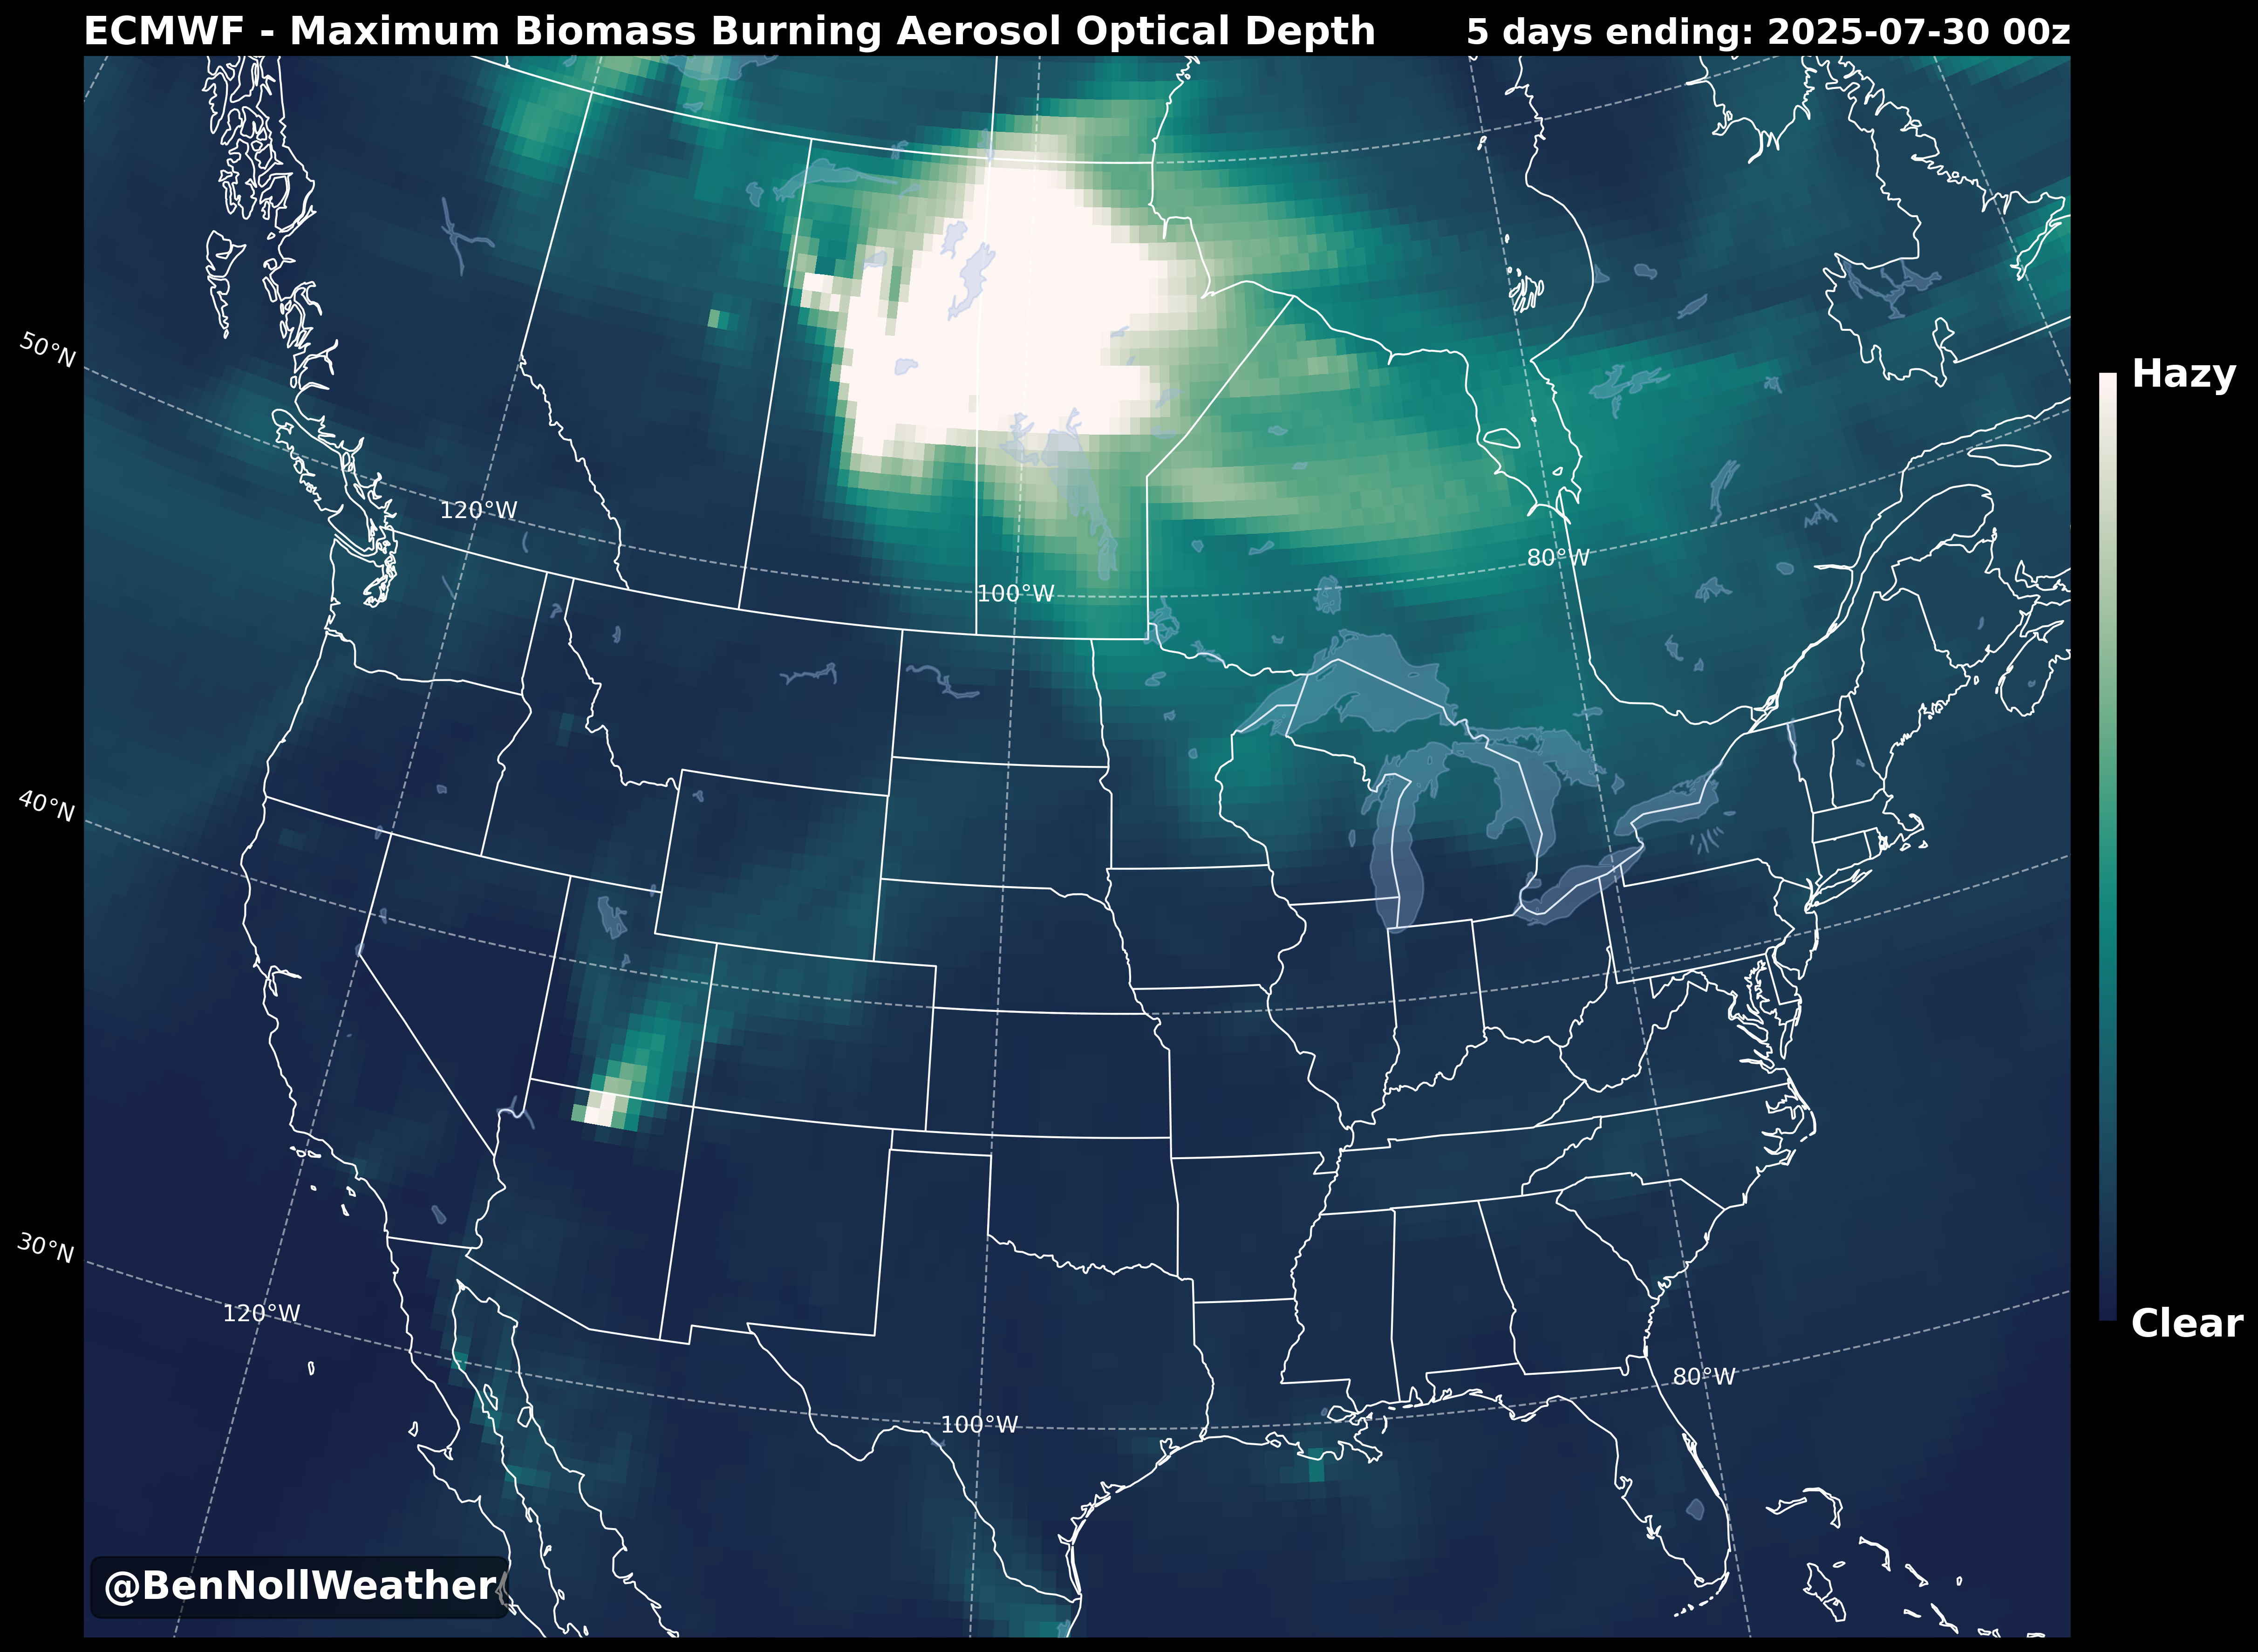 ECMWF - Maximum Biomass Burning Aerosol Optical Depth
5 days ending: 2025-07-30 00z
50°N
Hazy
120°W
80°W
100°W
40°N
30°N
120°W
Clear
80°W
100°W
@BenNollWeather